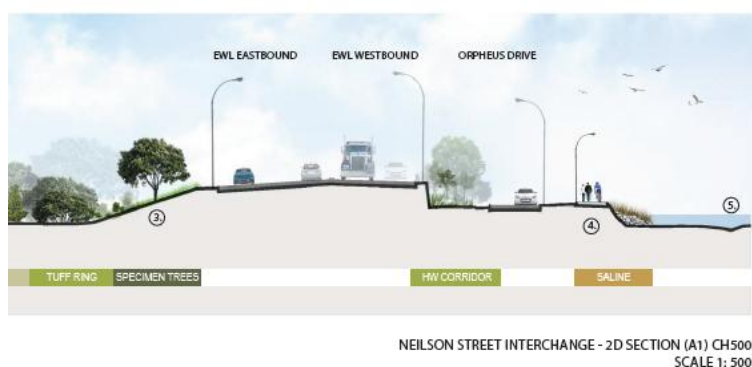 EWL EASTBOUND EWL WESTBOUND ORPHEUS DRIVE
3. 4. 5.
TUFF RING SPECIMEN TREES HW CORRIDOR SALINE
NEILSON STREET INTERCHANGE - 2D SECTION (A1) CH500
SCALE 1: 500